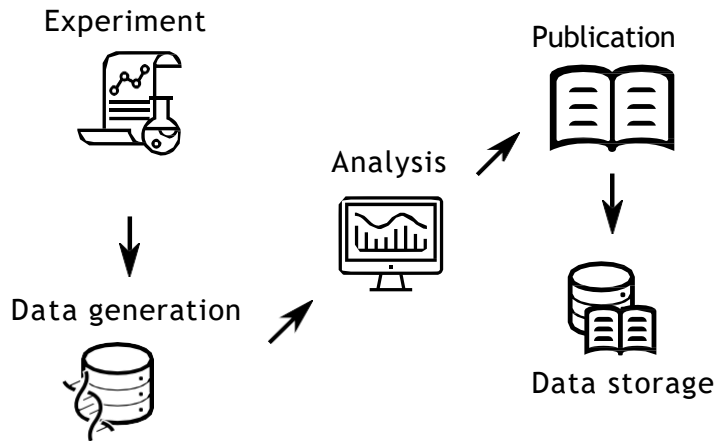 Experiment
Data generation
Analysis
Publication
Data storage